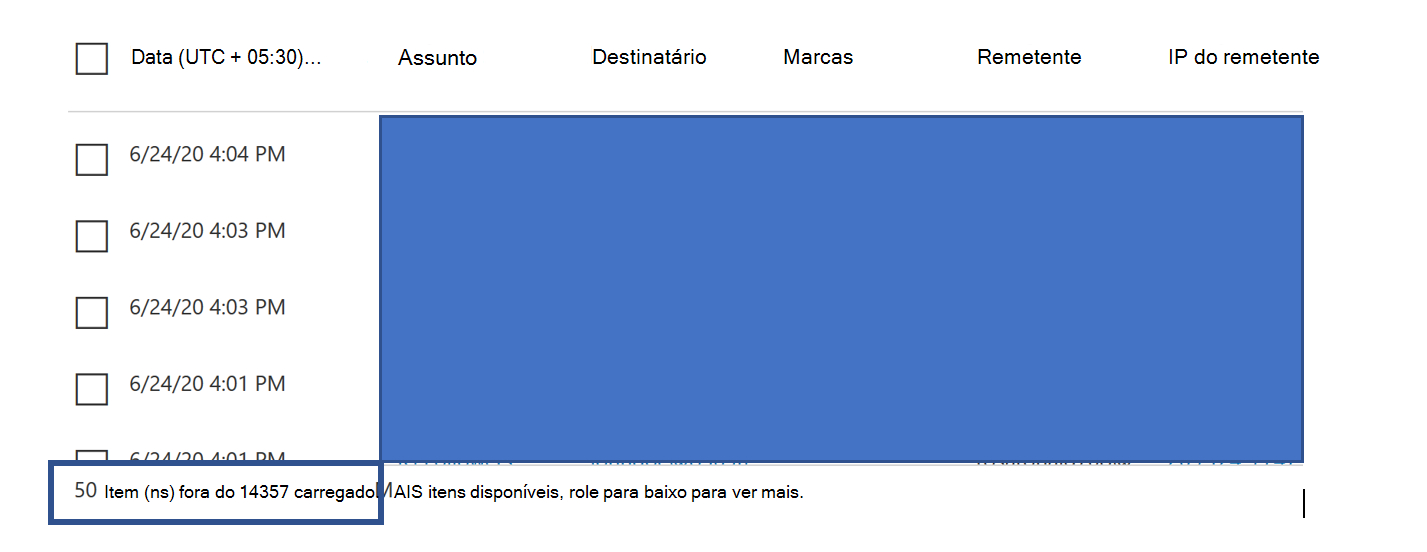 Data (UTC + 05:30)... Assunto Destinatário Marcas Remetente IP do remetente
6/24/20 4:04 PM
6/24/20 4:03 PM
6/24/20 4:03 PM
6/24/20 4:01 PM
6/24/20 4:01 PM
50 Item (ns) fora do 14357 carregado MAIS itens disponíveis, role para baixo para ver mais.